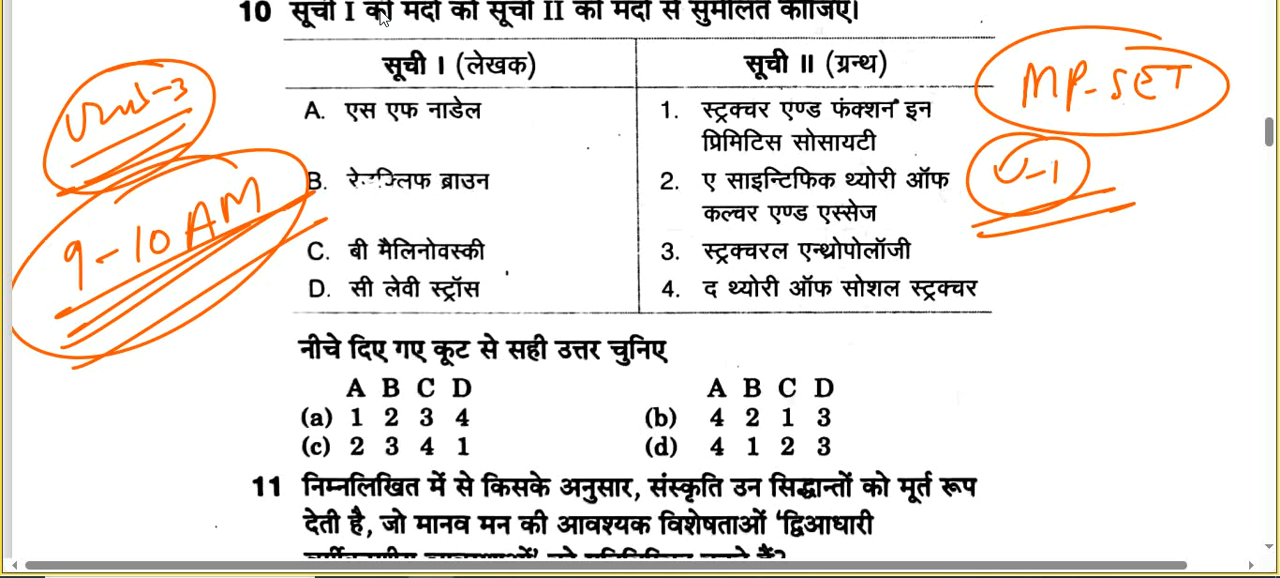 10 सूची I की मदों को सूची II की मदों से सुमेलित कीजिए।
सूची I (लेखक) सूची II (ग्रन्थ)
A. एस एफ नाडेल 1. स्ट्रक्चर एण्ड फंक्शन इन
प्रिमिटिस सोसायटी
B. रेडक्लिफ ब्राउन 2. ए साइन्टिफिक थ्योरी ऑफ
कल्चर एण्ड एस्सेज
C. बी मैलिनोवस्की 3. स्ट्रक्चरल एन्थ्रोपोलॉजी
D. सी लेवी स्ट्रॉस 4. द थ्योरी ऑफ सोशल स्ट्रक्चर
नीचे दिए गए कूट से सही उत्तर चुनिए
A B C D A B C D
(a) 1 2 3 4 (b) 4 2 1 3
(c) 2 3 4 1 (d) 4 1 2 3
11 निम्नलिखित में से किसके अनुसार, संस्कृति उन सिद्धान्तों को मूर्त रूप
देती है, जो मानव मन की आवश्यक विशेषताओं 'द्विआधारी
MP-SET
U-1
9-10 AM